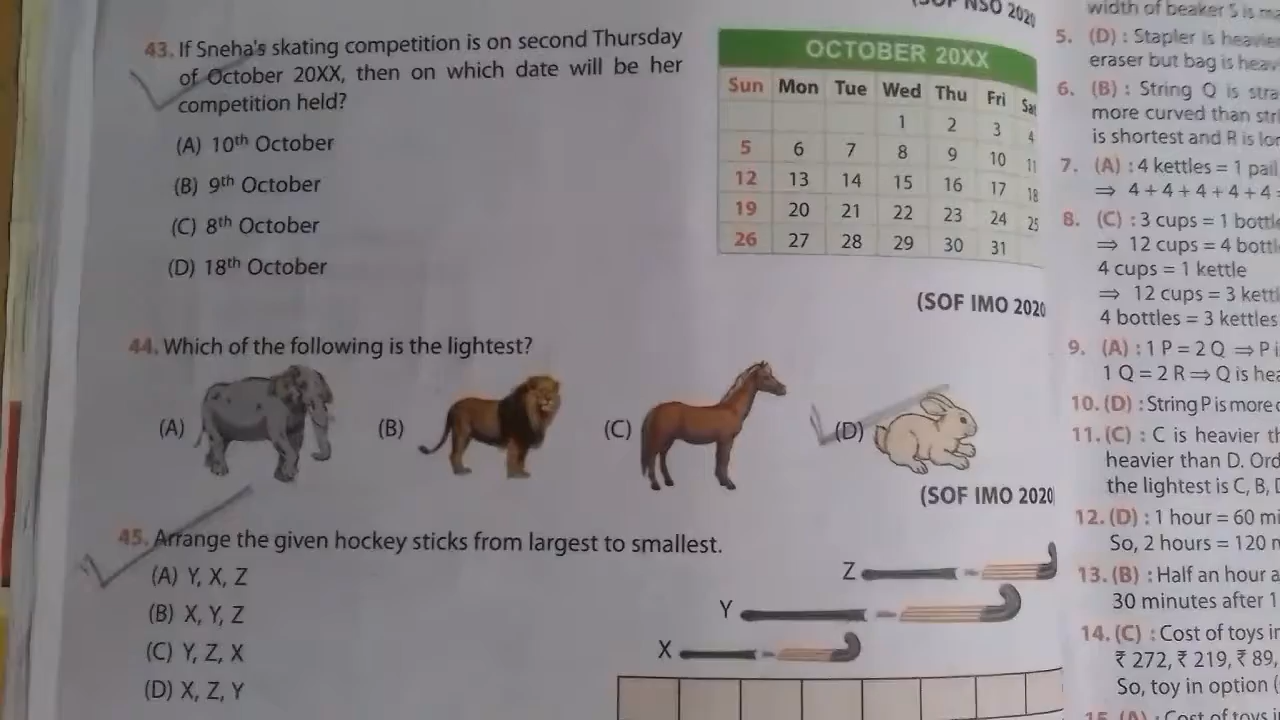 (SOF NSO 2020
43. If Sneha's skating competition is on second Thursday
of October 20XX, then on which date will be her
competition held?
(A) 10th October
(B) 9th October
(C) 8th October
(D) 18th October
OCTOBER 20XX
Sun Mon Tue Wed Thu Fri Sat
1 2 3 4
5 6 7 8 9 10 11
12 13 14 15 16 17 18
19 20 21 22 23 24 25
26 27 28 29 30 31
(SOF IMO 2020
44. Which of the following is the lightest?
(A) (B) (C) (D)
(SOF IMO 2020
45. Arrange the given hockey sticks from largest to smallest.
(A) Y, X, Z
(B) X, Y, Z
(C) Y, Z, X
(D) X, Z, Y
Z
Y
X
width of beaker S is
5. (D) : Stapler is
eraser but bag is
6. (B) : String Q is
more curved than
is shortest and R is
7. (A) : 4 kettles = 1 pail
⇒ 4 + 4 + 4 + 4 + 4
8. (C) : 3 cups = 1
⇒ 12 cups = 4
4 cups = 1 kettle
⇒ 12 cups = 3
4 bottles = 3 kettles
9. (A) : 1 P = 2 Q ⇒ P
1 Q = 2 R ⇒ Q is
10. (D) : String P is more
11. (C) : C is heavier
heavier than D.
the lightest is C, B,
12. (D) : 1 hour = 60
So, 2 hours = 120
13. (B) : Half an hour
30 minutes after 1
14. (C) : Cost of toys
₹ 272, ₹ 219, ₹ 89,
So, toy in option
15. (A) : Cost of toys